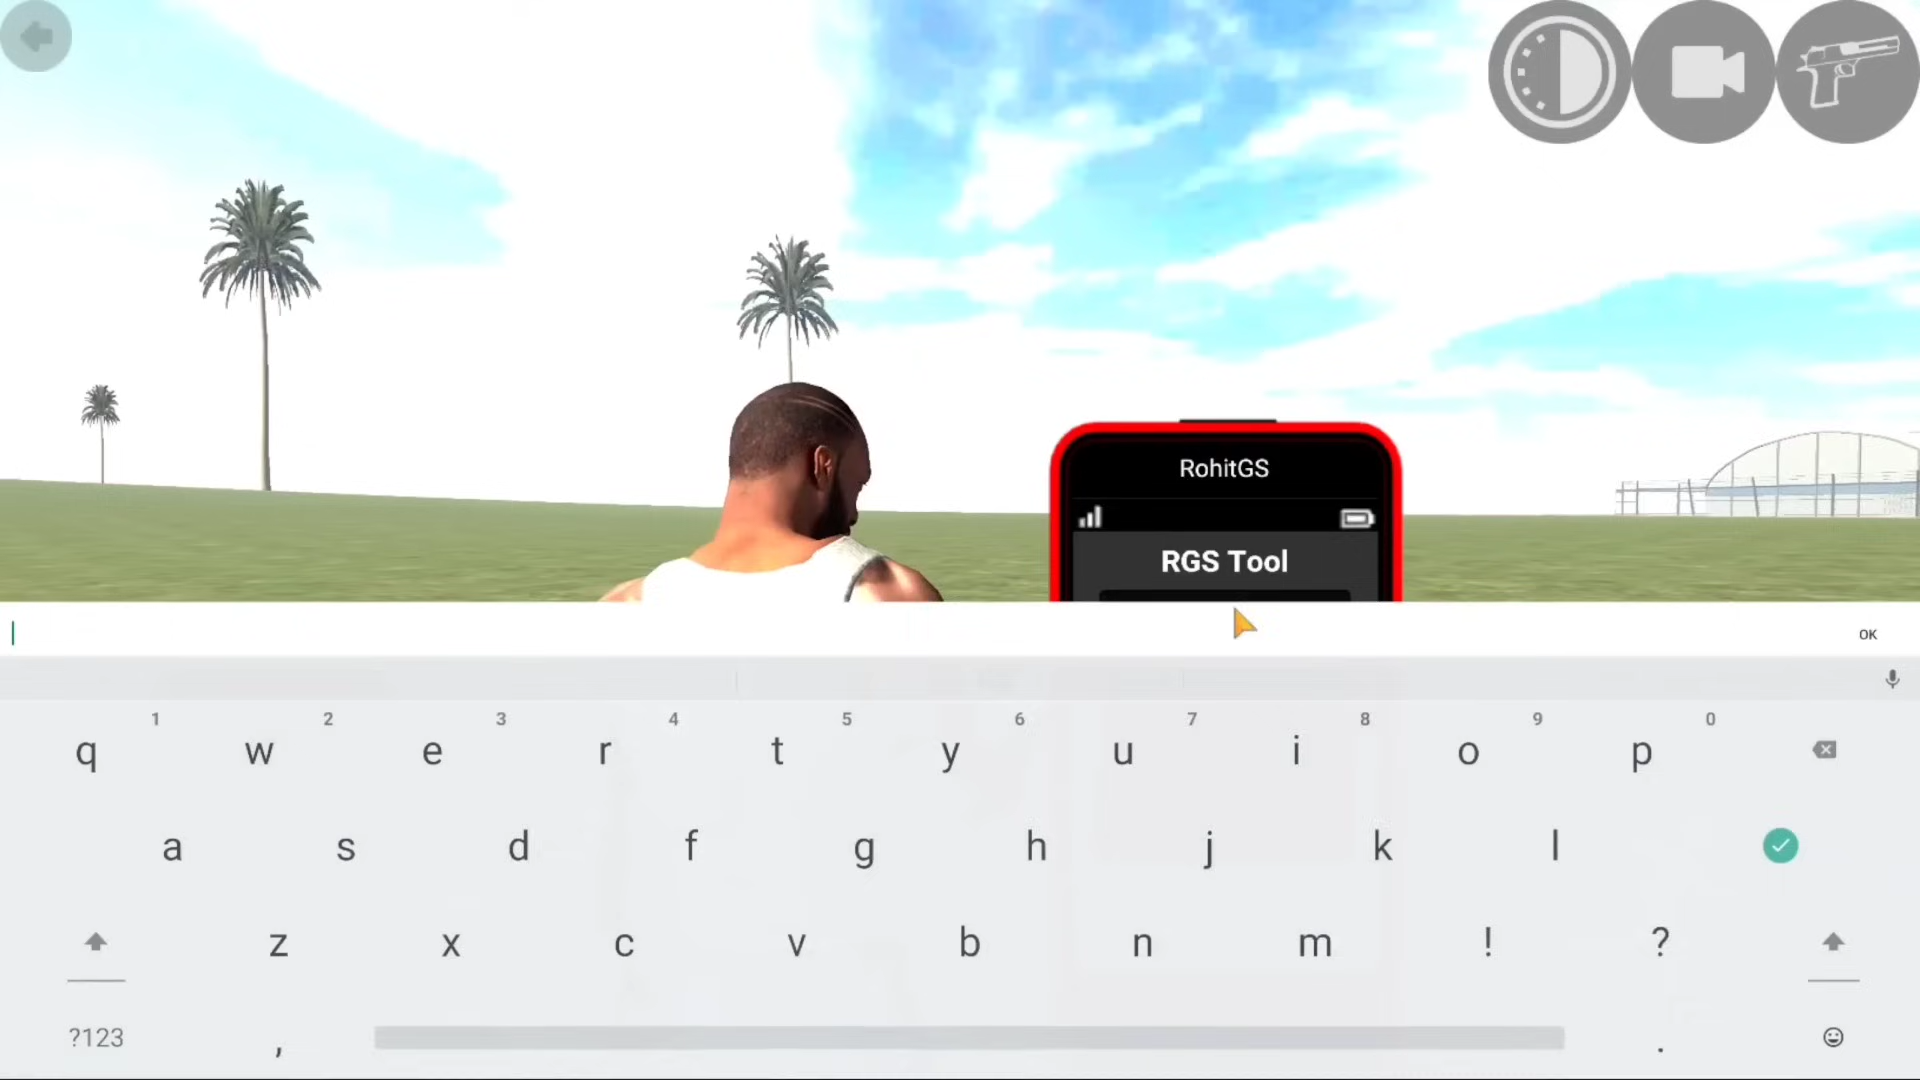 RohitGS
RGS Tool
OK
1 2 3 4 5 6 7 8 9 0
q w e r t y u i o p
a s d f g h j k l
z x c v b n m ! ?
?123 , .